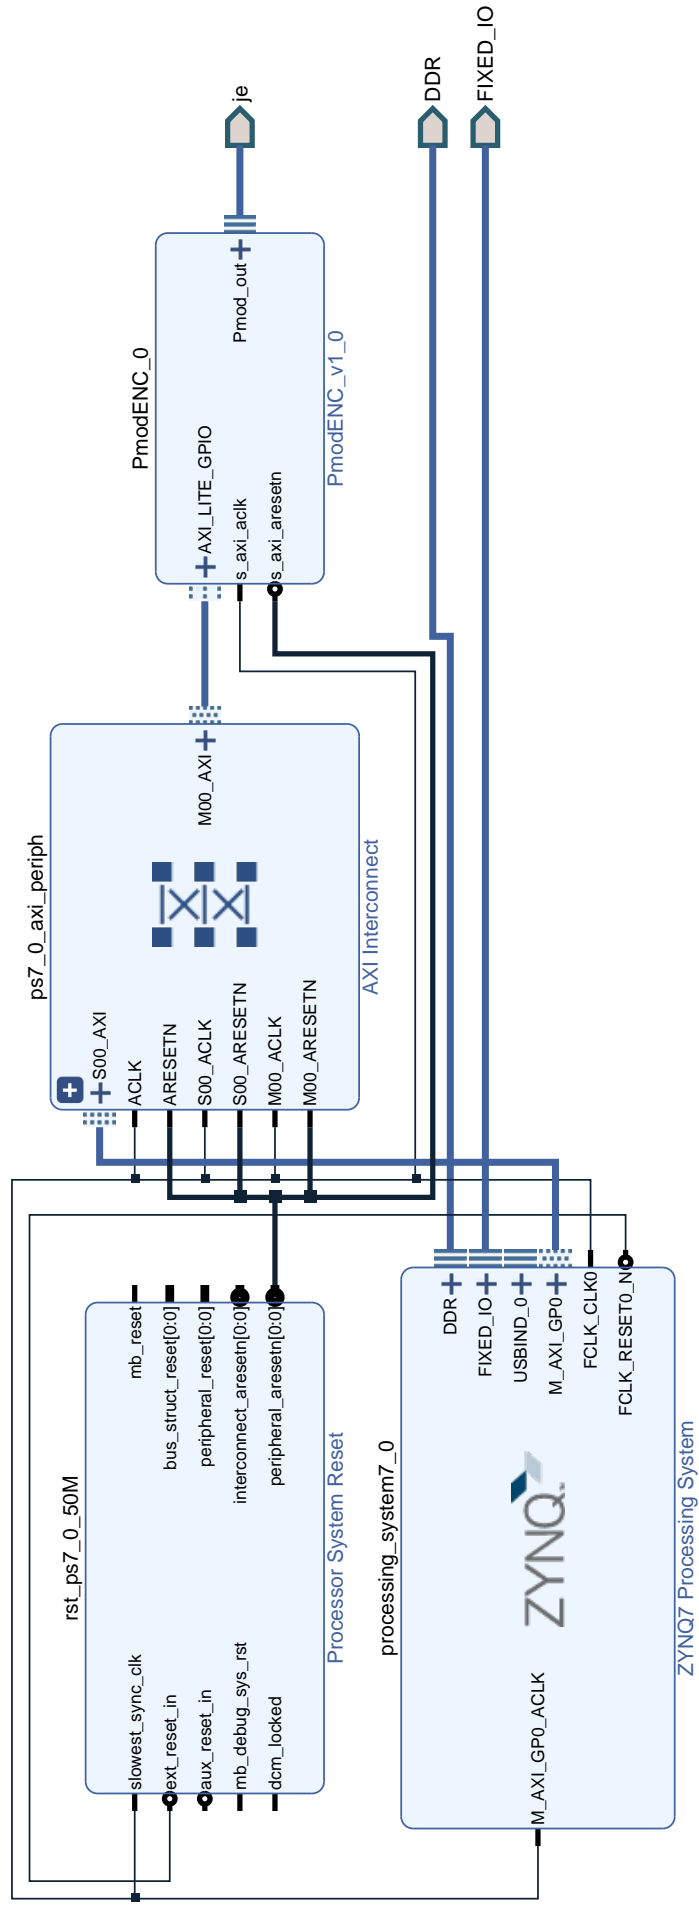 rst_ps7_0_50M
slowest_sync_clk
ext_reset_in
aux_reset_in
mb_debug_sys_rst
dcm_locked
mb_reset
bus_struct_reset[0:0]
peripheral_reset[0:0]
interconnect_aresetn[0:0]
peripheral_aresetn[0:0]
Processor System Reset
processing_system7_0
M_AXI_GP0_ACLK
ZYNQ
DDR
FIXED_IO
USBIND_0
M_AXI_GP0
FCLK_CLK0
FCLK_RESET0_N
ZYNQ7 Processing System
ps7_0_axi_periph
S00_AXI
ACLK
ARESETN
S00_ACLK
S00_ARESETN
M00_ACLK
M00_ARESETN
M00_AXI
AXI Interconnect
PmodENC_0
AXI_LITE_GPIO
s_axi_aclk
s_axi_aresetn
Pmod_out
PmodENC_v1_0
je
DDR
FIXED_IO